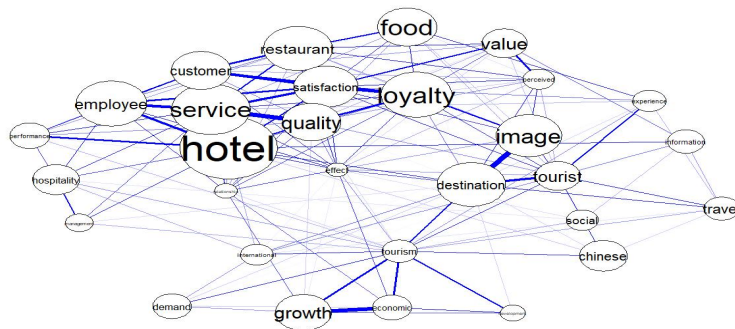 food
restaurant
value
customer
satisfaction
perceived
employee
service
loyalty
experience
quality
performance
hotel
image
information
effect
hospitality
destination
tourist
travel
management
social
tourism
international
chinese
demand
growth
economic
development